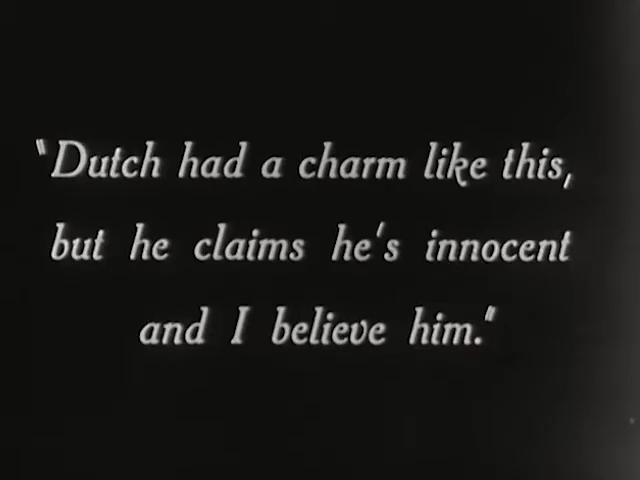 "Dutch had a charm like this,
but he claims he's innocent
and I believe him."